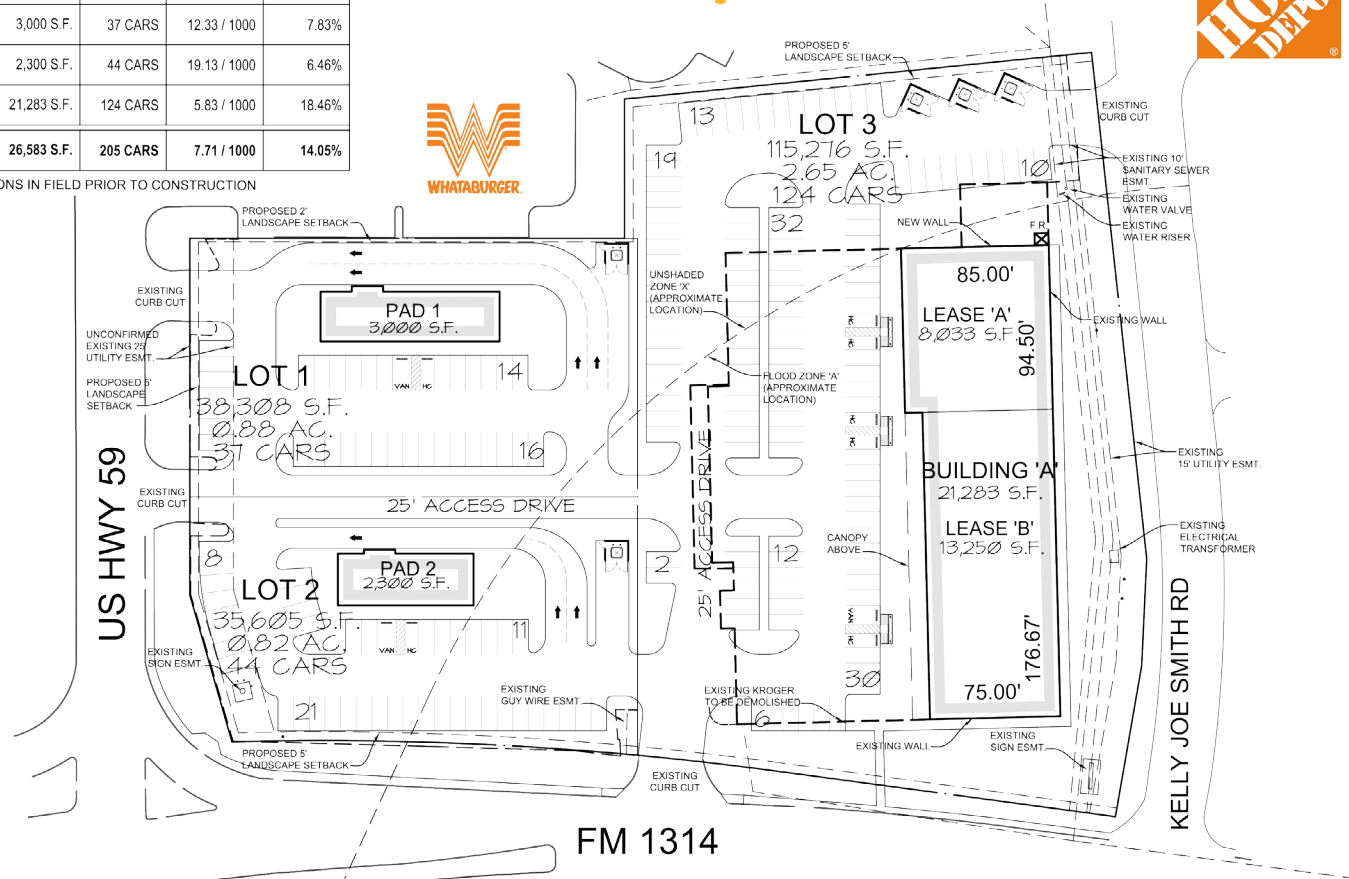 3,000 S.F. 37 CARS 12.33 / 1000 7.83%
2,300 S.F. 44 CARS 19.13 / 1000 6.46%
21,283 S.F. 124 CARS 5.83 / 1000 18.46%
26,583 S.F. 205 CARS 7.71 / 1000 14.05%
ONS IN FIELD PRIOR TO CONSTRUCTION
WHATABURGER
DEPO
®
PROPOSED 5'
LANDSCAPE SETBACK
EXISTING
CURB CUT
13
LOT 3
115,276 S.F.
2.65 AC.
124 CARS
19
10
EXISTING 10'
SANITARY SEWER
ESMT.
EXISTING
WATER VALVE
EXISTING
WATER RISER
PROPOSED 2'
LANDSCAPE SETBACK
32
NEW WALL
F.R.
EXISTING
CURB CUT
UNSHADED
ZONE 'X'
(APPROXIMATE
LOCATION)
85.00'
PAD 1
3,000 S.F.
LEASE 'A'
8,033 S.F.
94.50'
EXISTING WALL
UNCONFIRMED
EXISTING 25'
UTILITY ESMT.
HC
HC
PROPOSED 5'
LANDSCAPE
SETBACK
LOT 1
38,308 S.F.
0.88 AC.
37 CARS
VAN HC
14
FLOOD ZONE 'A'
(APPROXIMATE
LOCATION)
HC
HC
16
US HWY 59
EXISTING
CURB CUT
25' ACCESS DRIVE
25' ACCESS DRIVE
BUILDING 'A'
21,283 S.F.
LEASE 'B'
13,250 S.F.
EXISTING
15' UTILITY ESMT.
EXISTING
ELECTRICAL
TRANSFORMER
CANOPY
ABOVE
8
2
12
PAD 2
2,300 S.F.
LOT 2
35,605 S.F.
0.82 AC.
44 CARS
11
VAN HC
VAN
HC
EXISTING
SIGN ESMT.
176.67'
75.00'
30
EXISTING
GUY WIRE ESMT.
EXISTING KROGER
TO BE DEMOLISHED
21
6
EXISTING WALL
EXISTING
SIGN ESMT.
PROPOSED 5'
LANDSCAPE SETBACK
EXISTING
CURB CUT
KELLY JOE SMITH RD
FM 1314